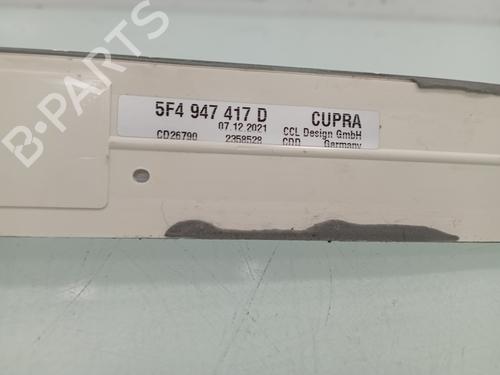 5F4 947 417 D CUPRA
07.12.2021 CCL Design GmbH
CD26790 2358528 CDD Germany
B-PARTS